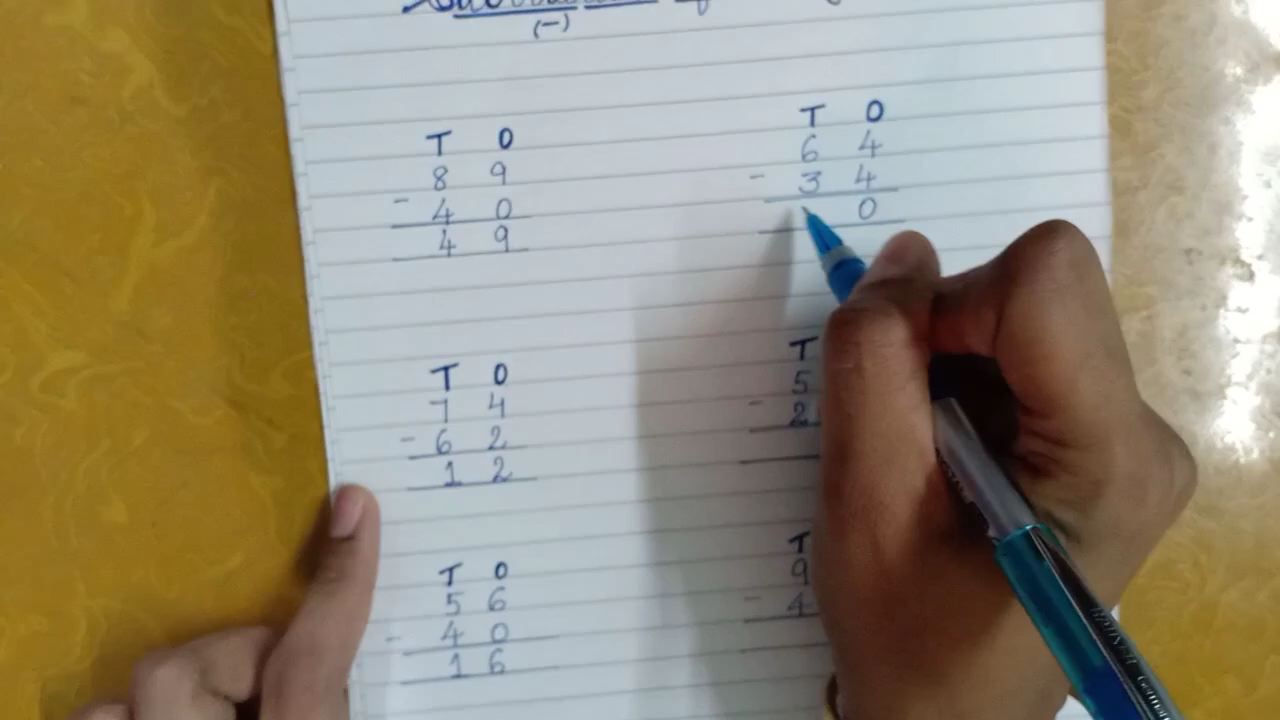 (-)
T O
8 9
- 4 0
4 9
T O
6 4
- 3 4
0
T O
7 4
- 6 2
1 2
T
5
- 2
T O
5 6
- 4 0
1 6
T
9
- 4